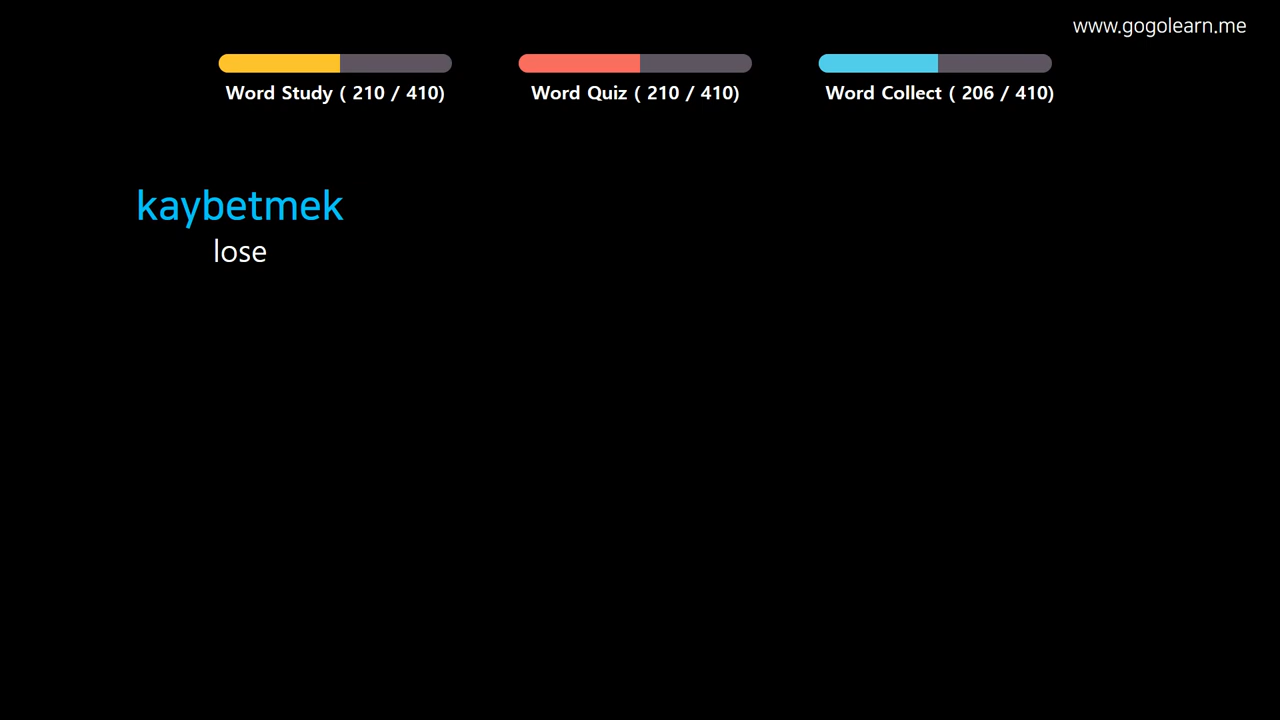 www.gogolearn.me
Word Study ( 210 / 410)
Word Quiz ( 210 / 410)
Word Collect ( 206 / 410)
kaybetmek
lose